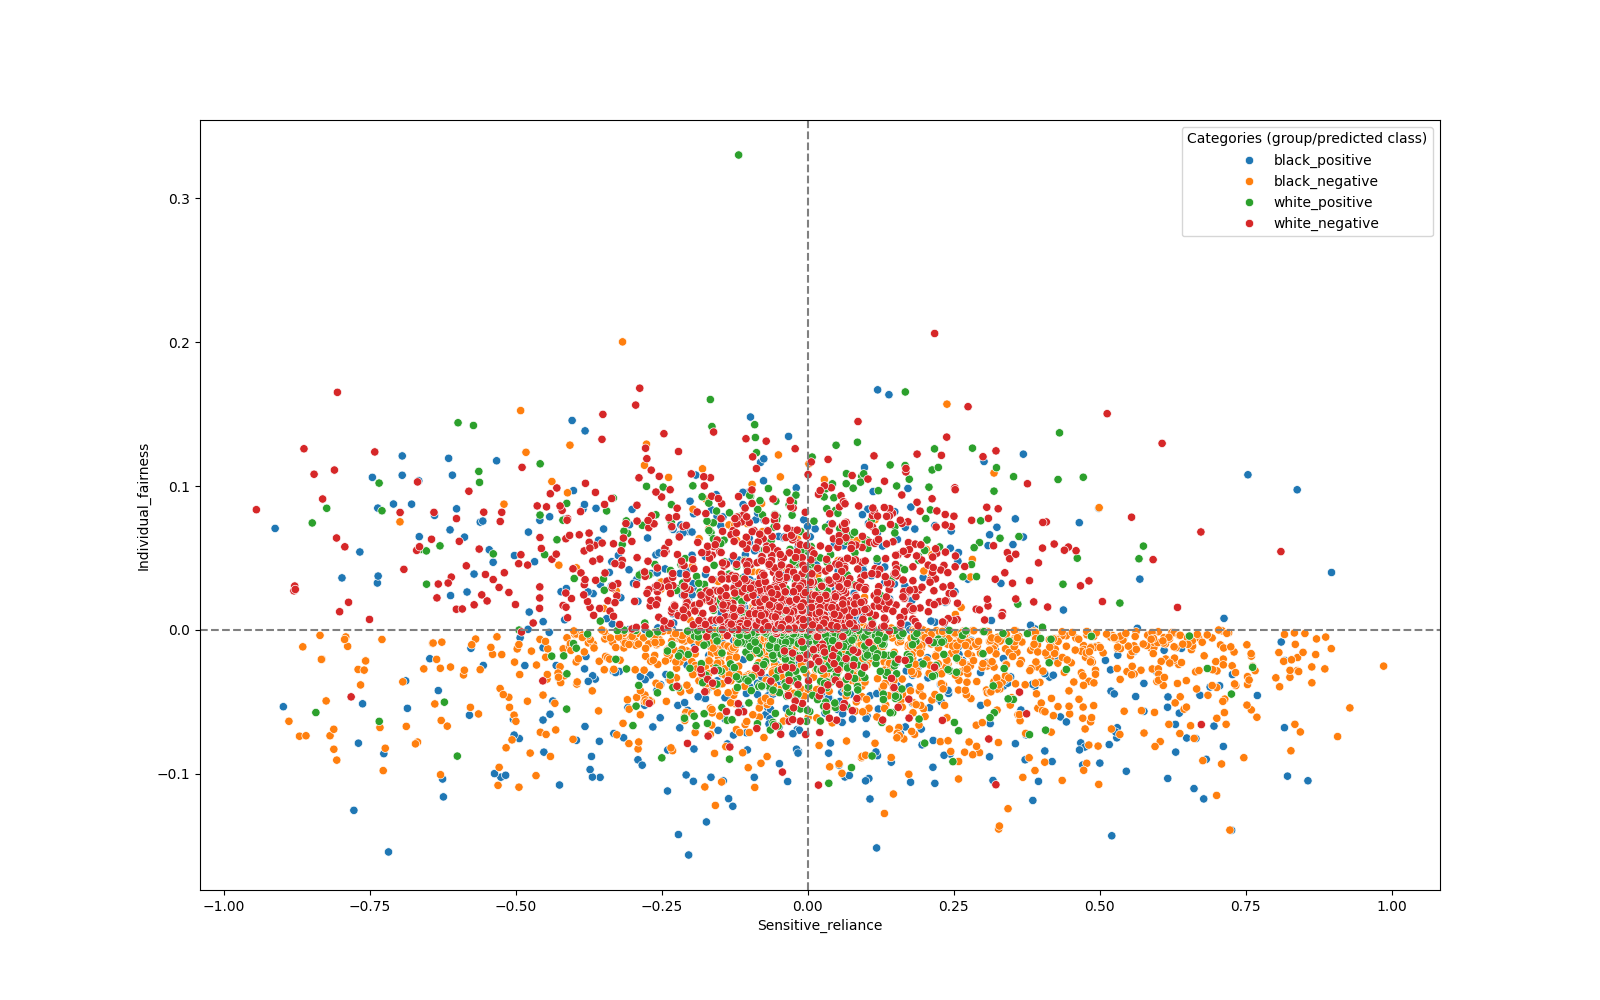 Categories (group/predicted class)
black_positive
black_negative
white_positive
white_negative
0.3
0.2
0.1
0.0
−0.1
Individual_fairness
−1.00 −0.75 −0.50 −0.25 0.00 0.25 0.50 0.75 1.00
Sensitive_reliance